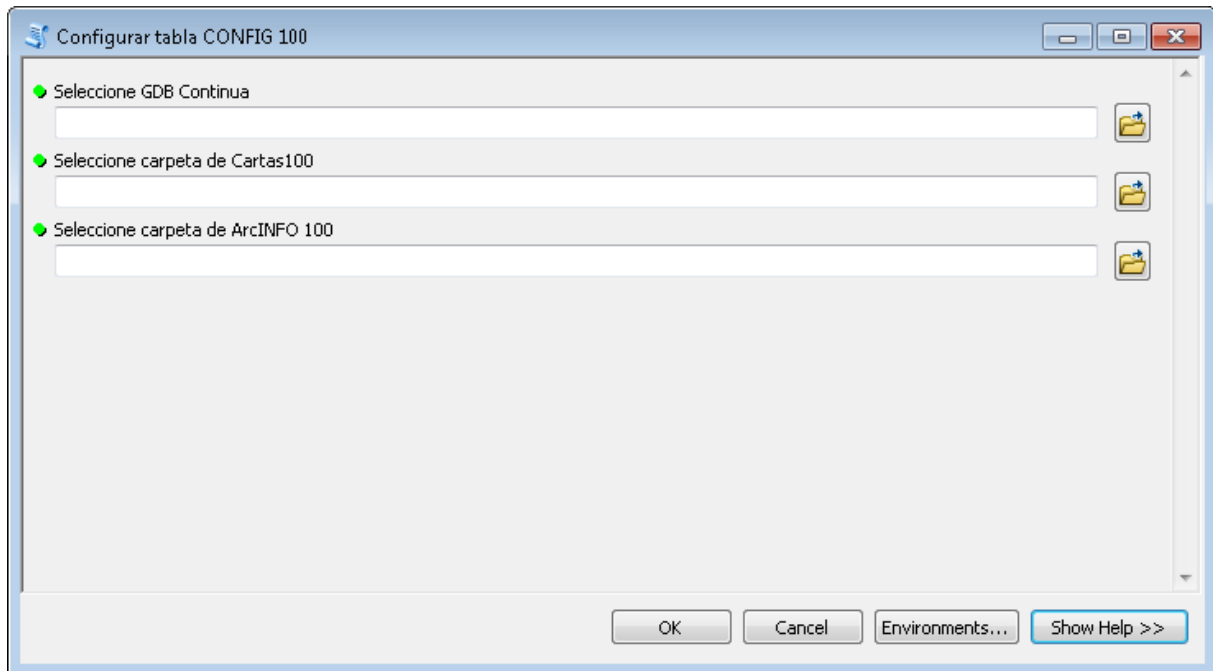 Configurar tabla CONFIG 100
Seleccione GDB Continua
Seleccione carpeta de Cartas100
Seleccione carpeta de ArcINFO 100
OK Cancel Environments... Show Help >>